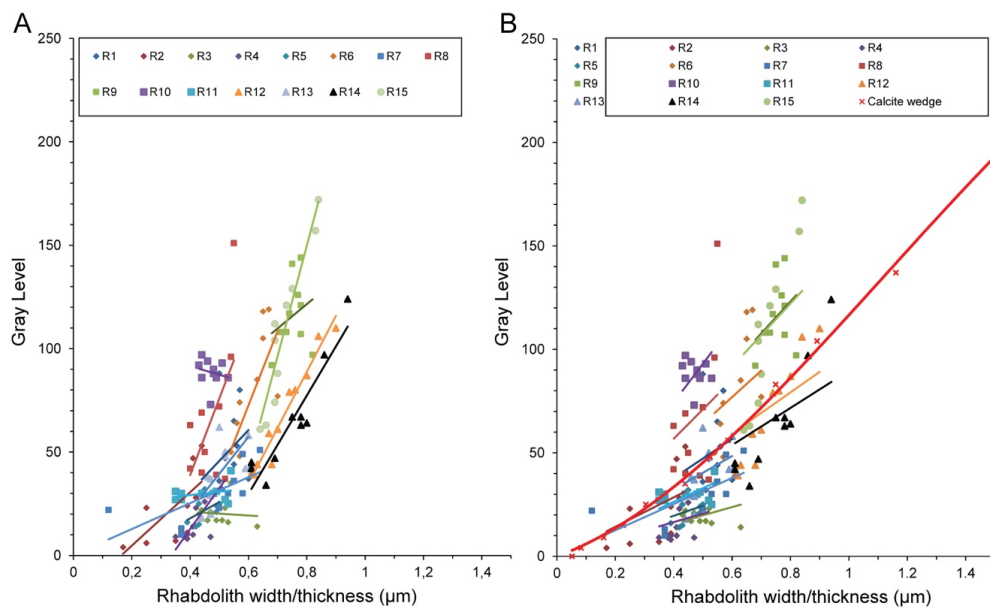 A
B
250
R1 R2 R3 R4 R5 R6 R7 R8
R9 R10 R11 R12 R13 R14 R15
200
150
100
50
0
Gray Level
0 0,2 0,4 0,6 0,8 1 1,2 1,4
Rhabdolith width/thickness (µm)
250
R1 R2 R3 R4
R5 R6 R7 R8
R9 R10 R11 R12
R13 R14 R15 Calcite wedge
200
150
100
50
0
Gray Level
0 0,2 0,4 0,6 0,8 1 1,2 1,4
Rhabdolith width/thickness (µm)